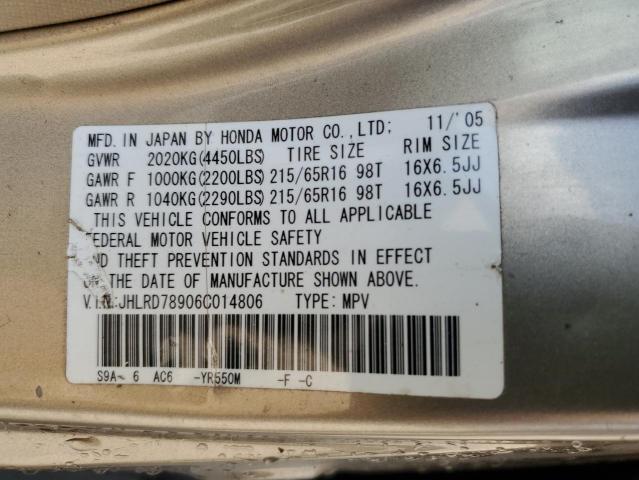 MFD. IN JAPAN BY HONDA MOTOR CO., LTD; 11/'05
GVWR 2020KG(4450LBS) TIRE SIZE RIM SIZE
GAWR F 1000KG(2200LBS) 215/65R16 98T 16X6.5JJ
GAWR R 1040KG(2290LBS) 215/65R16 98T 16X6.5JJ
THIS VEHICLE CONFORMS TO ALL APPLICABLE
FEDERAL MOTOR VEHICLE SAFETY
AND THEFT PREVENTION STANDARDS IN EFFECT
ON THE DATE OF MANUFACTURE SHOWN ABOVE.
V.I.N:JHLRD78906C014806 TYPE: MPV
S9A- 6 AC6 -YR550M -F -C